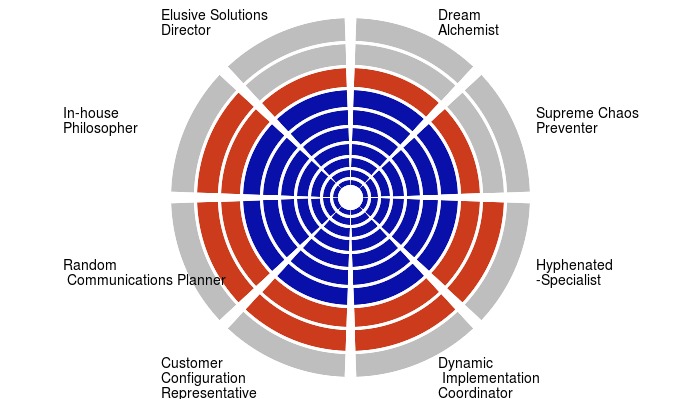 Elusive Solutions
Director
Dream
Alchemist
In-house
Philosopher
Supreme Chaos
Preventer
Random
Communications Planner
Hyphenated
-Specialist
Customer
Configuration
Representative
Dynamic
Implementation
Coordinator